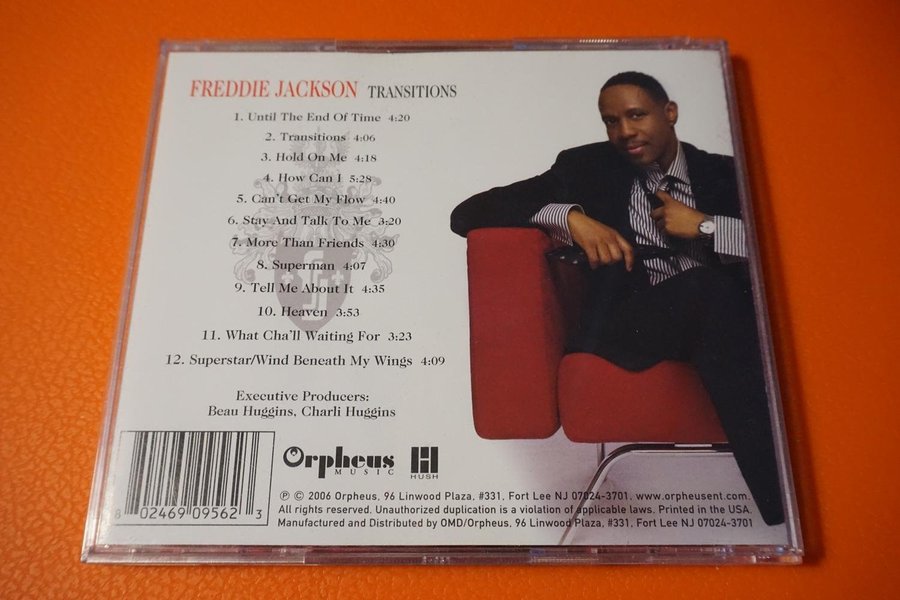 FREDDIE JACKSON TRANSITIONS
1. Until The End Of Time 4:20
2. Transitions 4:06
3. Hold On Me 4:18
4. How Can I 5:28
5. Can't Get My Flow 4:40
6. Stay And Talk To Me 3:20
7. More Than Friends 4:30
8. Superman 4:07
9. Tell Me About It 4:35
10. Heaven 3:53
11. What Cha'll Waiting For 3:23
12. Superstar/Wind Beneath My Wings 4:09
Executive Producers:
Beau Huggins, Charli Huggins
Orpheus MUSIC
H HUSH
8 02469 09562 3
℗ © 2006 Orpheus, 96 Linwood Plaza, #331, Fort Lee NJ 07024-3701, www.orpheusent.com.
All rights reserved. Unauthorized duplication is a violation of applicable laws. Printed in the USA.
Manufactured and Distributed by OMD/Orpheus, 96 Linwood Plaza, #331, Fort Lee NJ 07024-3701